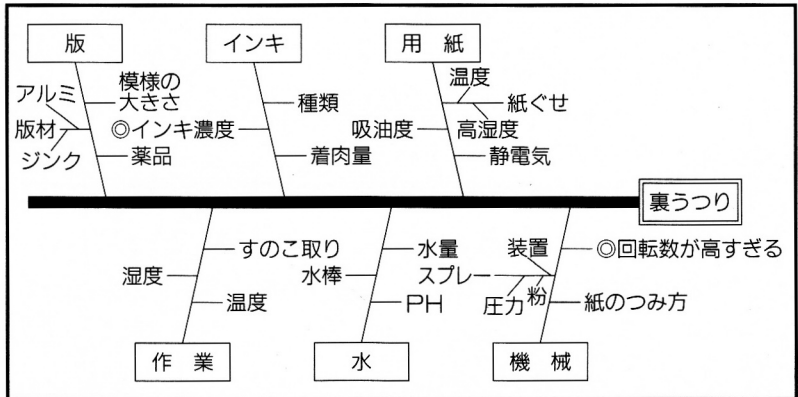 版
インキ
用紙
模様の
大きさ
アルミ
版材
ジンク
薬品
種類
◎インキ濃度
着肉量
温度
紙ぐせ
吸油度
高湿度
静電気
裏うつり
すのこ取り
湿度
温度
水量
水棒
PH
装置
スプレー
圧力
粉
◎回転数が高すぎる
紙のつみ方
作業
水
機械